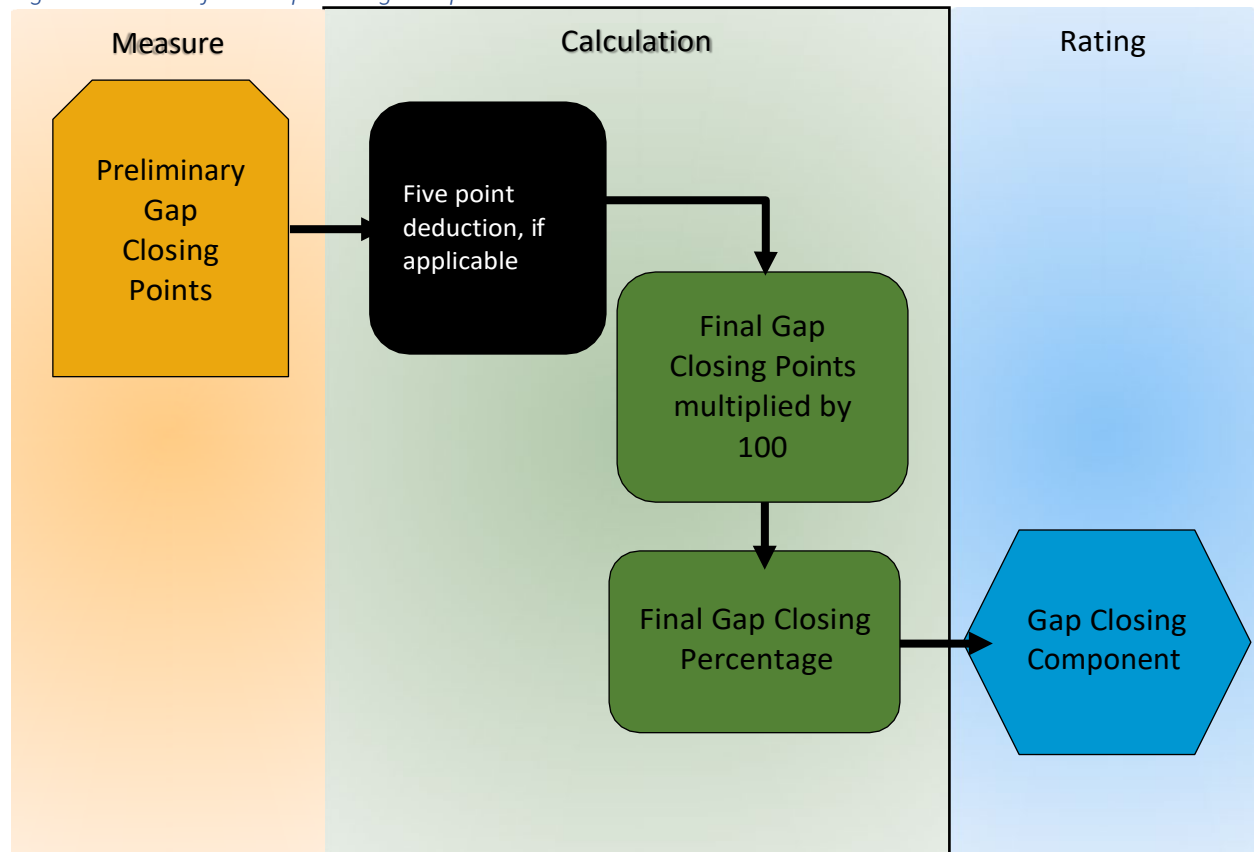 Measure
Calculation
Rating
Preliminary
Gap
Closing
Points
Five point
deduction, if
applicable
Final Gap
Closing Points
multiplied by
100
Final Gap Closing
Percentage
Gap Closing
Component